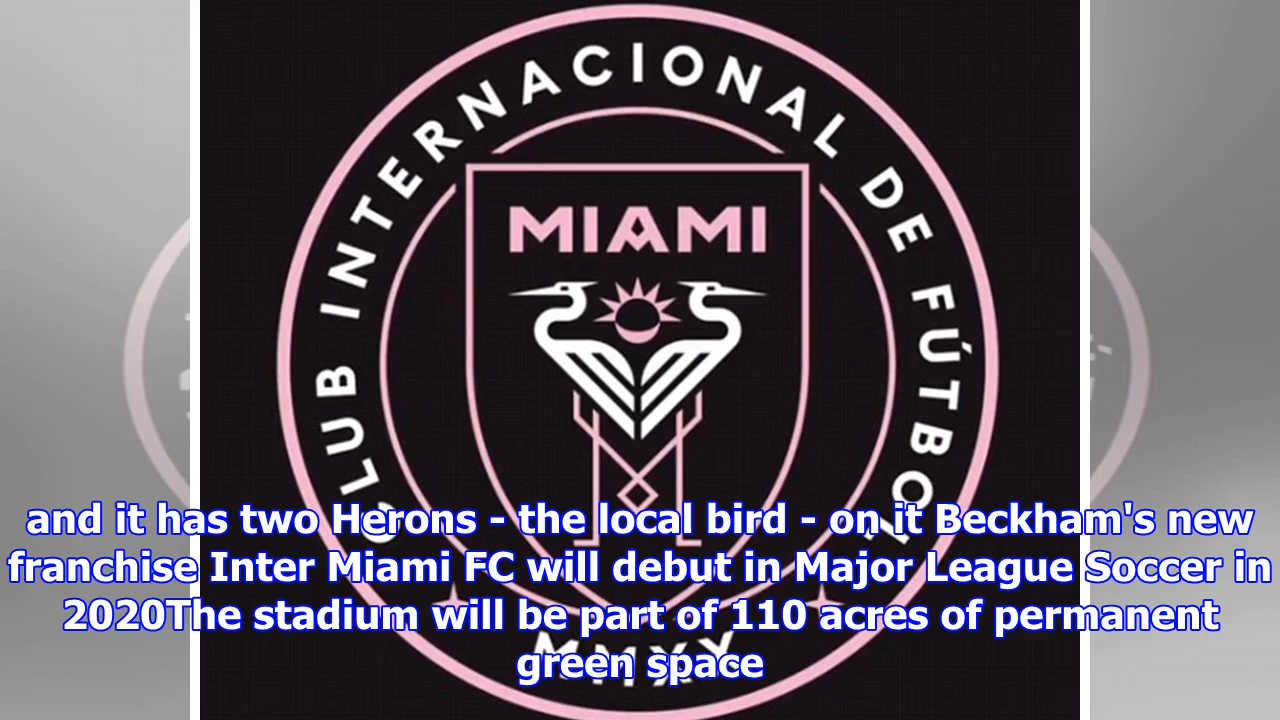 CLUB INTERNACIONAL DE FÚTBOL
MIAMI
and it has two Herons - the local bird - on it Beckham's new
franchise Inter Miami FC will debut in Major League Soccer in
2020The stadium will be part of 110 acres of permanent
green space
MMXX